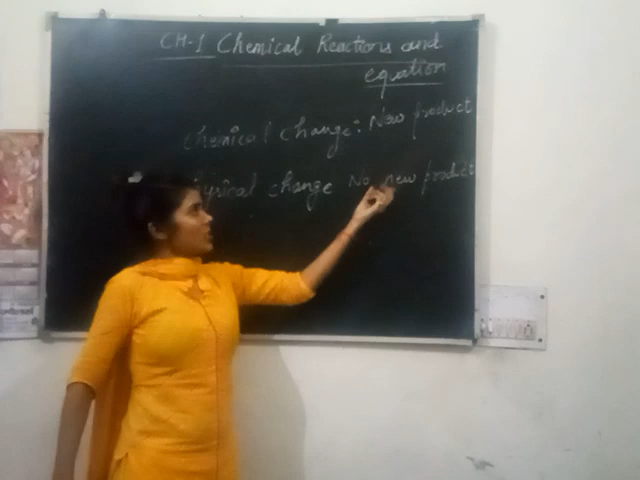 CH-1 Chemical Reactions and
equation
Chemical change: New product
Physical change No new product